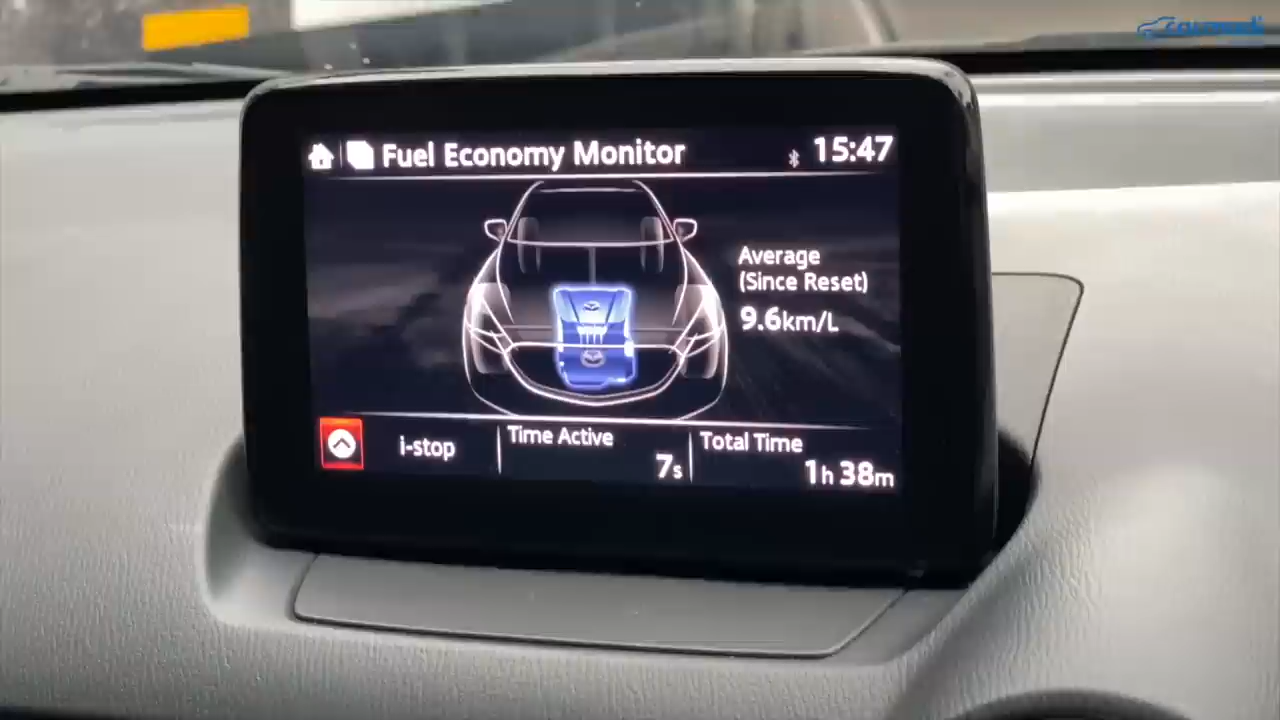 Fuel Economy Monitor
15:47
Average
(Since Reset)
9.6km/L
i-stop
Time Active
7s
Total Time
1h 38m